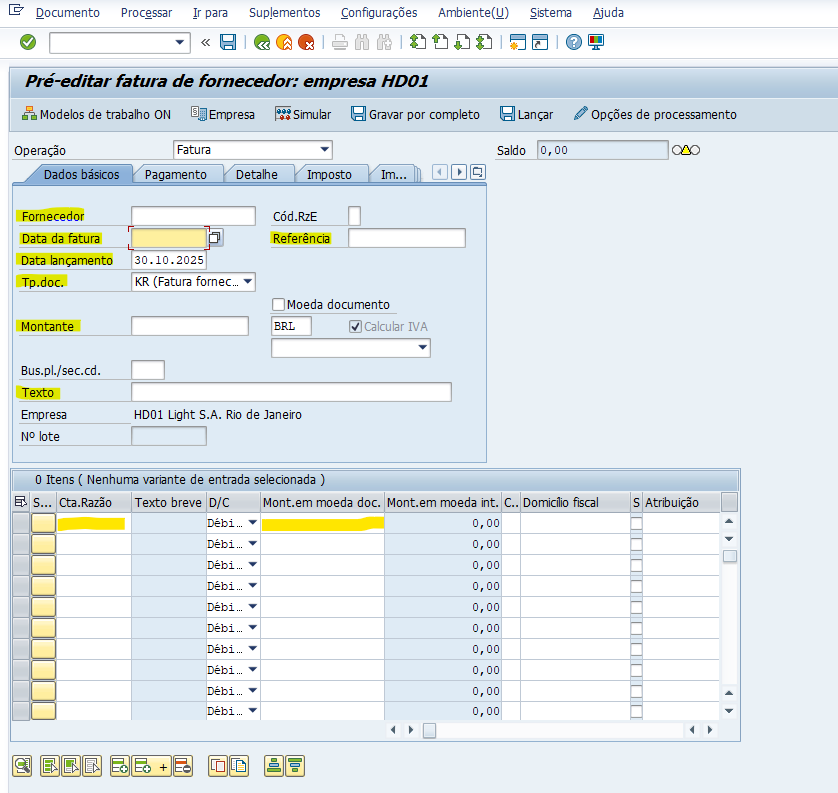 Documento Processar Ir para Suplementos Configurações Ambiente(U) Sistema Ajuda
Pré-editar fatura de fornecedor: empresa HD01
Modelos de trabalho ON Empresa Simular Gravar por completo Lançar Opções de processamento
Operação Fatura Saldo 0,00
Dados básicos Pagamento Detalhe Imposto Im...
Fornecedor Cód.RzE
Data da fatura Referência
Data lançamento 30.10.2025
Tp.doc. KR (Fatura fornec...
Moeda documento
Montante BRL Calcular IVA
Bus.pl./sec.cd.
Texto
Empresa HD01 Light S.A. Rio de Janeiro
Nº lote
0 Itens ( Nenhuma variante de entrada selecionada )
S... Cta.Razão Texto breve D/C Mont.em moeda doc. Mont.em moeda int. C.. Domicílio fiscal S Atribuição
Débi... 0,00
Débi... 0,00
Débi... 0,00
Débi... 0,00
Débi... 0,00
Débi... 0,00
Débi... 0,00
Débi... 0,00
Débi... 0,00
Débi... 0,00